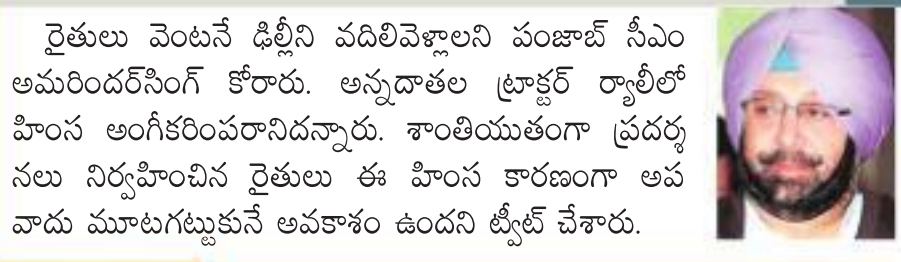 రైతులు వెంటనే ఢిల్లీని వదిలివెళ్లాలని పంజాబ్ సీఎం
అమరిందర్‌సింగ్ కోరారు. అన్నదాతల ట్రాక్టర్ ర్యాలీలో
హింస అంగీకరింపరానిదన్నారు. శాంతియుతంగా ప్రదర్శ
నలు నిర్వహించిన రైతులు ఈ హింస కారణంగా అప
వాదు మూటగట్టుకునే అవకాశం ఉందని ట్వీట్ చేశారు.